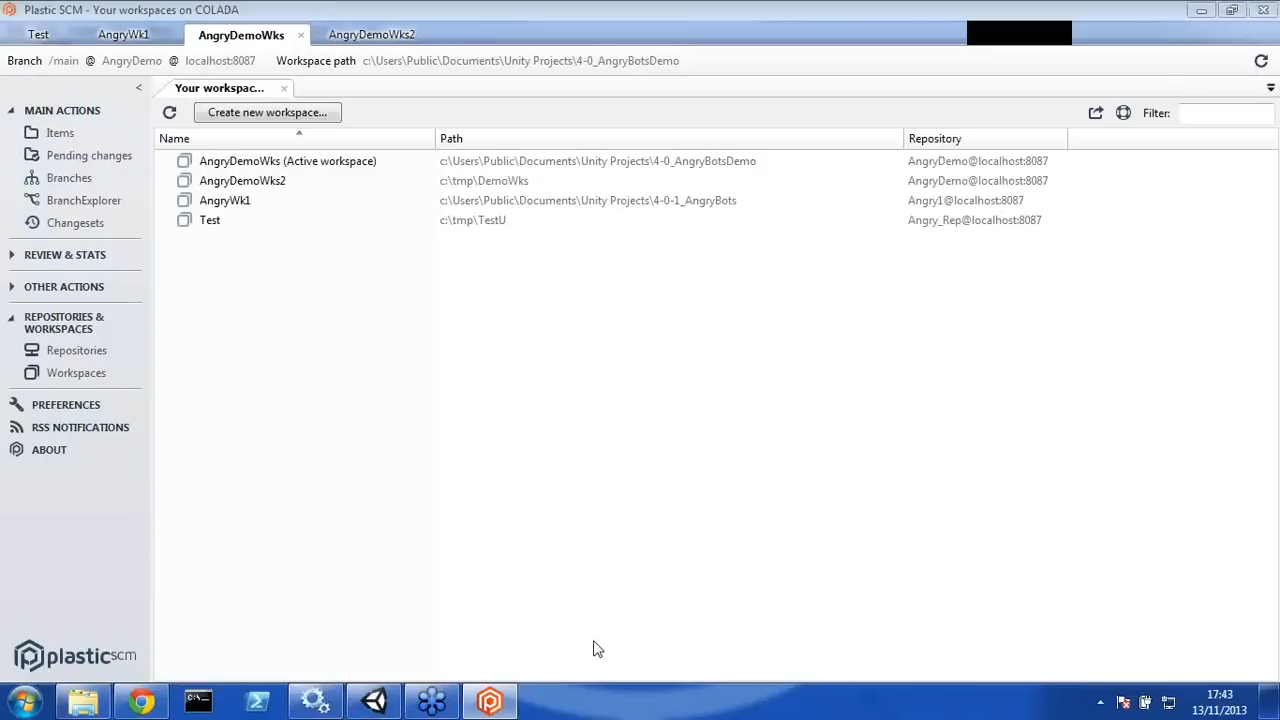 Plastic SCM - Your workspaces on COLADA
Test AngryWk1 AngryDemoWks × AngryDemoWks2
Branch /main @ AngryDemo @ localhost:8087 Workspace path c:\Users\Public\Documents\Unity Projects\4-0_AngryBotsDemo
< Your workspac... ×
MAIN ACTIONS
Items
Pending changes
Branches
BranchExplorer
Changesets
REVIEW & STATS
OTHER ACTIONS
REPOSITORIES &
WORKSPACES
Repositories
Workspaces
PREFERENCES
RSS NOTIFICATIONS
ABOUT
plasticscm
Create new workspace... Filter:
Name Path Repository
AngryDemoWks (Active workspace) c:\Users\Public\Documents\Unity Projects\4-0_AngryBotsDemo AngryDemo@localhost:8087
AngryDemoWks2 c:\tmp\DemoWks AngryDemo@localhost:8087
AngryWk1 c:\Users\Public\Documents\Unity Projects\4-0-1_AngryBots Angry1@localhost:8087
Test c:\tmp\TestU Angry_Rep@localhost:8087
17:43
13/11/2013